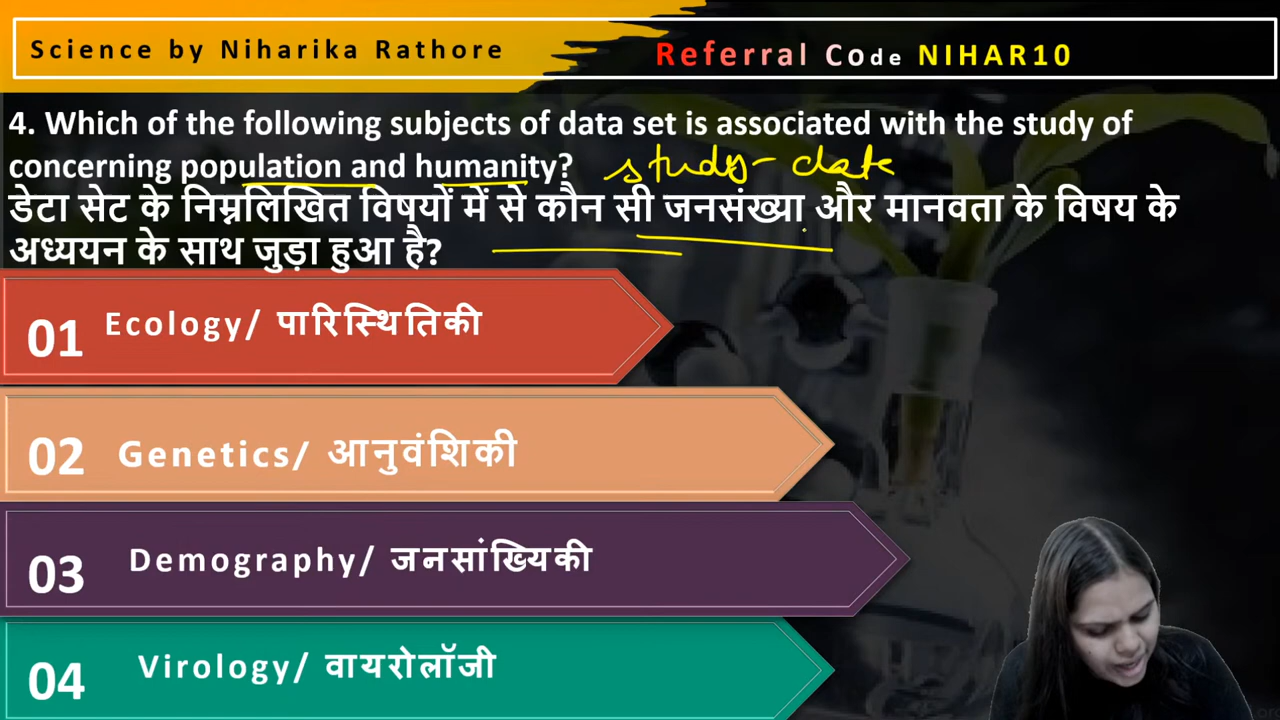 Science by Niharika Rathore
Referral Code NIHAR10
4. Which of the following subjects of data set is associated with the study of
concerning population and humanity? study - date
डेटा सेट के निम्नलिखित विषयों में से कौन सी जनसंख्या और मानवता के विषय के
अध्ययन के साथ जुड़ा हुआ है?
01 Ecology/ पारिस्थितिकी
02 Genetics/ आनुवंशिकी
03 Demography/ जनसांख्यिकी
04 Virology/ वायरोलॉजी